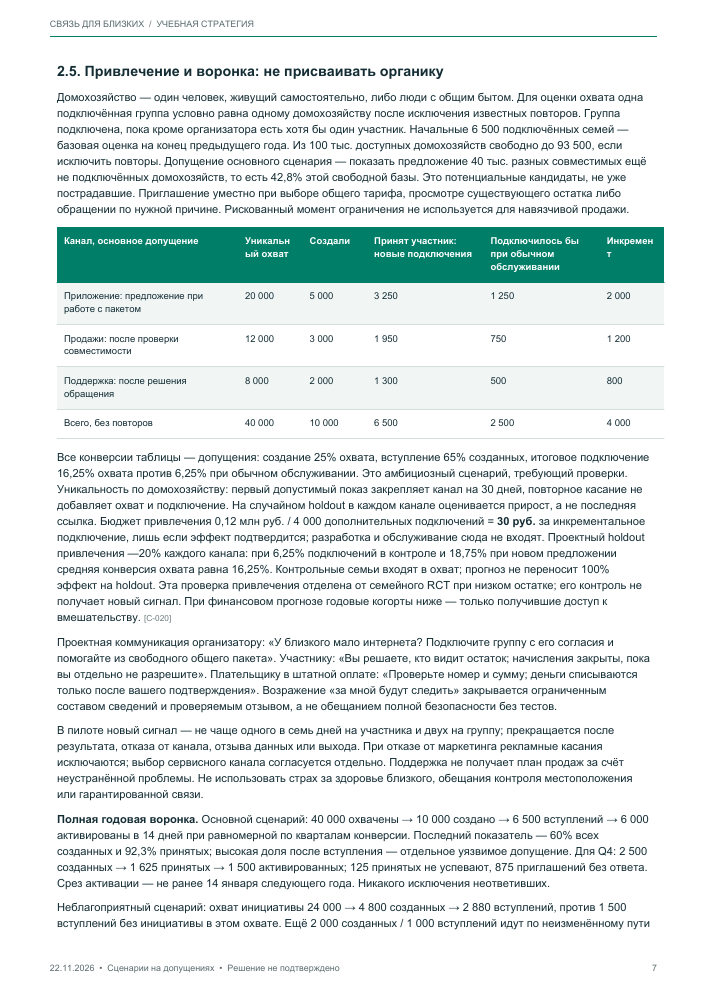 СВЯЗЬ ДЛЯ БЛИЗКИХ / УЧЕБНАЯ СТРАТЕГИЯ
2.5. Привлечение и воронка: не присваивать органику
Домохозяйство — один человек, живущий самостоятельно, либо люди с общим бытом. Для оценки охвата одна
подключённая группа условно равна одному домохозяйству после исключения известных повторов. Группа
подключена, пока кроме организатора есть хотя бы один участник. Начальные 6 500 подключённых семей —
базовая оценка на конец предыдущего года. Из 100 тыс. доступных домохозяйств свободно до 93 500, если
исключить повторы. Допущение основного сценария — показать предложение 40 тыс. разных совместимых ещё
не подключённых домохозяйств, то есть 42,8% этой свободной базы. Это потенциальные кандидаты, не уже
пострадавшие. Приглашение уместно при выборе общего тарифа, просмотре существующего остатка либо
обращении по нужной причине. Рискованный момент ограничения не используется для навязчивой продажи.
Канал, основное допущение Уникальн Создали Принят участник: Подключилось бы Инкремен
ый охват новые подключения при обычном т
обслуживании
Приложение: предложение при 20 000 5 000 3 250 1 250 2 000
работе с пакетом
Продажи: после проверки 12 000 3 000 1 950 750 1 200
совместимости
Поддержка: после решения 8 000 2 000 1 300 500 800
обращения
Всего, без повторов 40 000 10 000 6 500 2 500 4 000
Все конверсии таблицы — допущения: создание 25% охвата, вступление 65% созданных, итоговое подключение
16,25% охвата против 6,25% при обычном обслуживании. Это амбициозный сценарий, требующий проверки.
Уникальность по домохозяйству: первый допустимый показ закрепляет канал на 30 дней, повторное касание не
добавляет охват и подключение. На случайном holdout в каждом канале оценивается прирост, а не последняя
ссылка. Бюджет привлечения 0,12 млн руб. / 4 000 дополнительных подключений = 30 руб. за инкрементальное
подключение, лишь если эффект подтвердится; разработка и обслуживание сюда не входят. Проектный holdout
привлечения —20% каждого канала: при 6,25% подключений в контроле и 18,75% при новом предложении
средняя конверсия охвата равна 16,25%. Контрольные семьи входят в охват; прогноз не переносит 100%
эффект на holdout. Эта проверка привлечения отделена от семейного RCT при низком остатке; его контроль не
получает новый сигнал. При финансовом прогнозе годовые когорты ниже — только получившие доступ к
вмешательству. [C-020]
Проектная коммуникация организатору: «У близкого мало интернета? Подключите группу с его согласия и
помогайте из свободного общего пакета». Участнику: «Вы решаете, кто видит остаток; начисления закрыты, пока
вы отдельно не разрешите». Плательщику в штатной оплате: «Проверьте номер и сумму; деньги списываются
только после вашего подтверждения». Возражение «за мной будут следить» закрывается ограниченным
составом сведений и проверяемым отзывом, а не обещанием полной безопасности без тестов.
В пилоте новый сигнал — не чаще одного в семь дней на участника и двух на группу; прекращается после
результата, отказа от канала, отзыва данных или выхода. При отказе от маркетинга рекламные касания
исключаются; выбор сервисного канала согласуется отдельно. Поддержка не получает план продаж за счёт
неустранённой проблемы. Не использовать страх за здоровье близкого, обещания контроля местоположения
или гарантированной связи.
Полная годовая воронка. Основной сценарий: 40 000 охвачены → 10 000 создано → 6 500 вступлений → 6 000
активированы в 14 дней при равномерной по кварталам конверсии. Последний показатель — 60% всех
созданных и 92,3% принятых; высокая доля после вступления — отдельное уязвимое допущение. Для Q4: 2 500
созданных → 1 625 принятых → 1 500 активированных; 125 принятых не успевают, 875 приглашений без ответа.
Срез активации — не ранее 14 января следующего года. Никакого исключения неответивших.
Неблагоприятный сценарий: охват инициативы 24 000 → 4 800 созданных → 2 880 вступлений, против 1 500
вступлений без инициативы в этом охвате. Ещё 2 000 созданных / 1 000 вступлений идут по неизменённому пути
22.11.2026 • Сценарии на допущениях • Решение не подтверждено 7